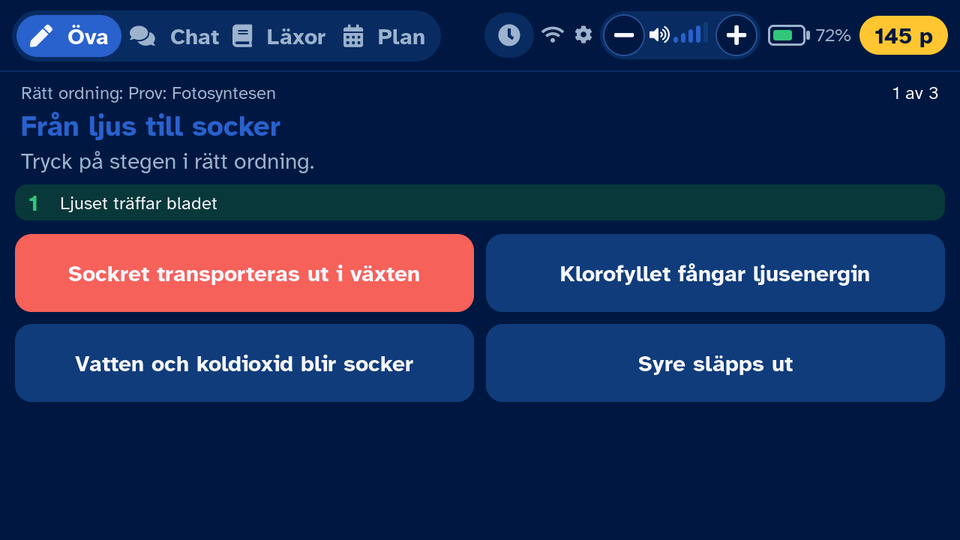 Öva Chat Läxor Plan 72% 145 p
Rätt ordning: Prov: Fotosyntesen 1 av 3
Från ljus till socker
Tryck på stegen i rätt ordning.
1 Ljuset träffar bladet
Sockret transporteras ut i växten Klorofyllet fångar ljusenergin
Vatten och koldioxid blir socker Syre släpps ut